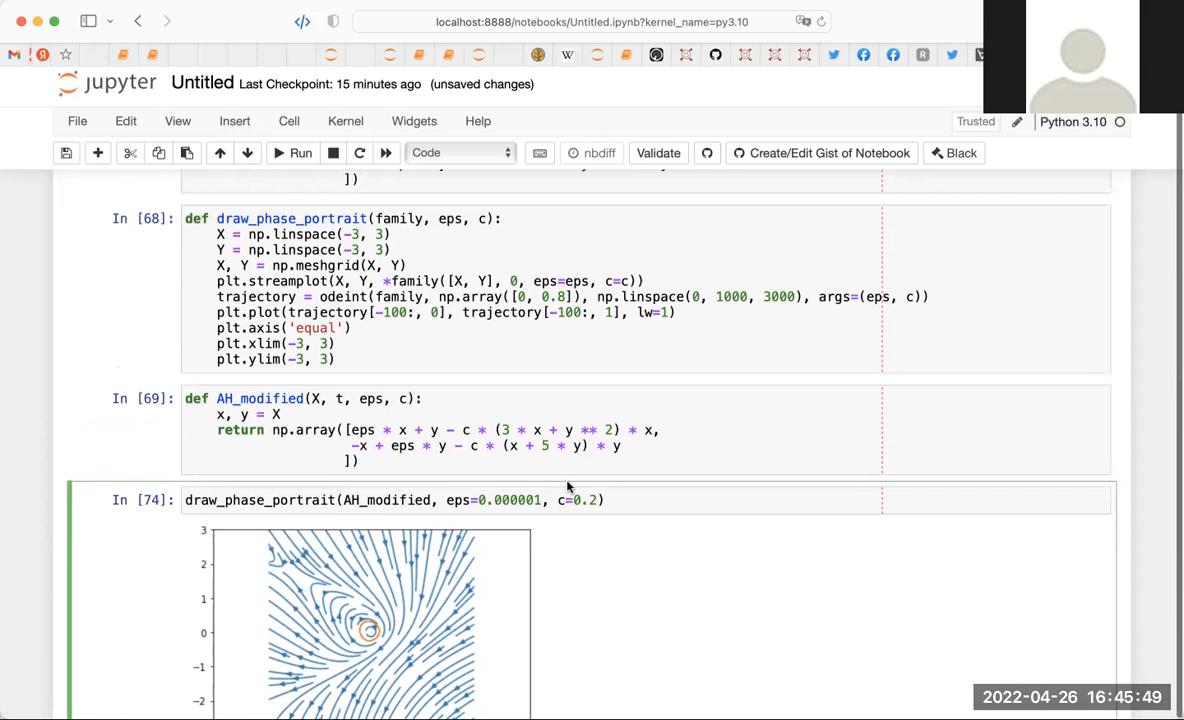 localhost:8888/notebooks/Untitled.ipynb?kernel_name=py3.10
jupyter Untitled Last Checkpoint: 15 minutes ago (unsaved changes)
File Edit View Insert Cell Kernel Widgets Help Trusted Python 3.10
Run Code nbdiff Validate Create/Edit Gist of Notebook Black
])
In [68]: def draw_phase_portrait(family, eps, c):
X = np.linspace(-3, 3)
Y = np.linspace(-3, 3)
X, Y = np.meshgrid(X, Y)
plt.streamplot(X, Y, *family([X, Y], 0, eps=eps, c=c))
trajectory = odeint(family, np.array([0, 0.8]), np.linspace(0, 1000, 3000), args=(eps, c))
plt.plot(trajectory[-100:, 0], trajectory[-100:, 1], lw=1)
plt.axis('equal')
plt.xlim(-3, 3)
plt.ylim(-3, 3)
In [69]: def AH_modified(X, t, eps, c):
x, y = X
return np.array([eps * x + y - c * (3 * x + y ** 2) * x,
-x + eps * y - c * (x + 5 * y) * y
])
In [74]: draw_phase_portrait(AH_modified, eps=0.000001, c=0.2)
3
2
1
0
-1
-2
2022-04-26 16:45:49